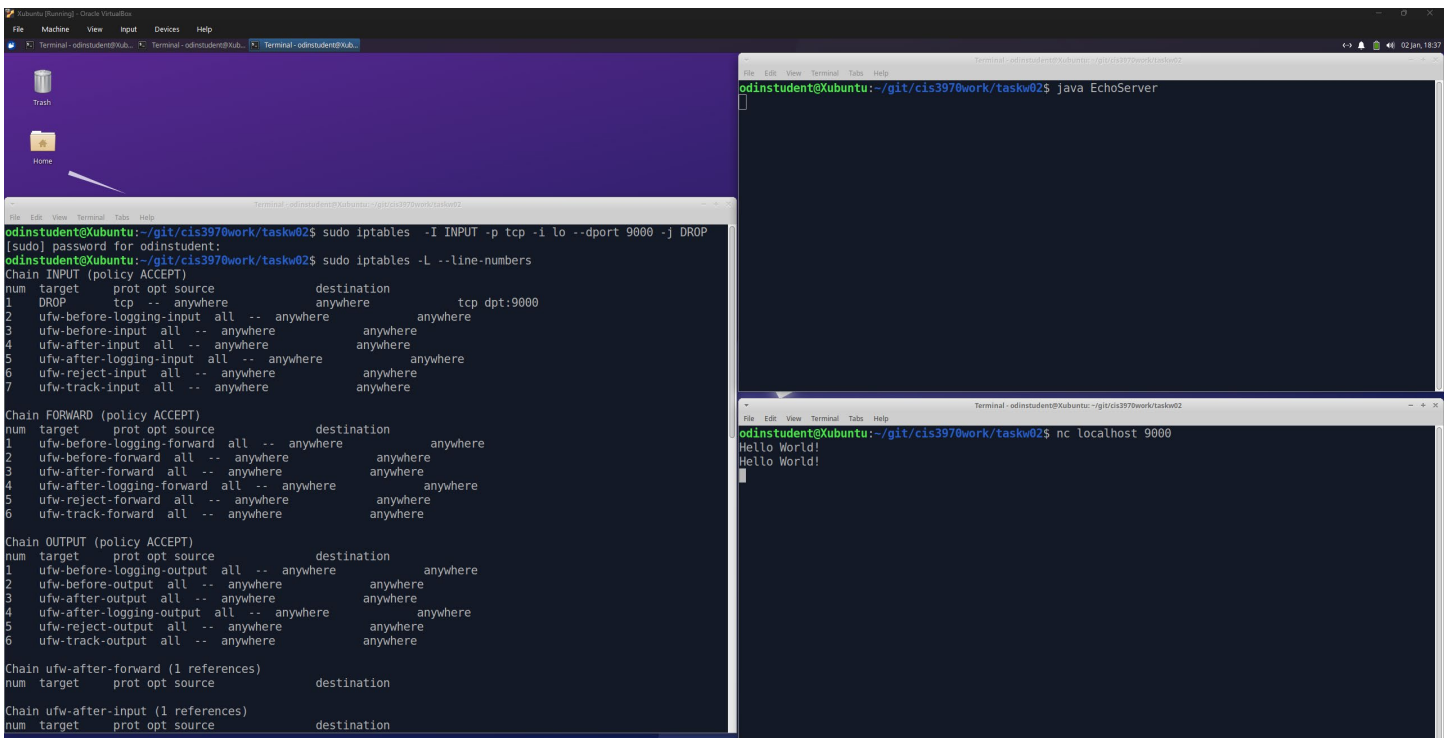 Xubuntu [Running] - Oracle VirtualBox
File Machine View Input Devices Help
Terminal - odinstudent@Xub... Terminal - odinstudent@Xub... Terminal - odinstudent@Xub...
02 Jan, 18:37
Trash
Home
Terminal - odinstudent@Xubuntu: ~/git/cis3970work/taskw02
File Edit View Terminal Tabs Help
odinstudent@Xubuntu:~/git/cis3970work/taskw02$ sudo iptables  -I INPUT -p tcp -i lo --dport 9000 -j DROP
[sudo] password for odinstudent:
odinstudent@Xubuntu:~/git/cis3970work/taskw02$ sudo iptables -L --line-numbers
Chain INPUT (policy ACCEPT)
num  target     prot opt source               destination
1    DROP       tcp  --  anywhere             anywhere             tcp dpt:9000
2    ufw-before-logging-input  all  --  anywhere             anywhere
3    ufw-before-input  all  --  anywhere             anywhere
4    ufw-after-input  all  --  anywhere             anywhere
5    ufw-after-logging-input  all  --  anywhere             anywhere
6    ufw-reject-input  all  --  anywhere             anywhere
7    ufw-track-input  all  --  anywhere             anywhere
Chain FORWARD (policy ACCEPT)
num  target     prot opt source               destination
1    ufw-before-logging-forward  all  --  anywhere             anywhere
2    ufw-before-forward  all  --  anywhere             anywhere
3    ufw-after-forward  all  --  anywhere             anywhere
4    ufw-after-logging-forward  all  --  anywhere             anywhere
5    ufw-reject-forward  all  --  anywhere             anywhere
6    ufw-track-forward  all  --  anywhere             anywhere
Chain OUTPUT (policy ACCEPT)
num  target     prot opt source               destination
1    ufw-before-logging-output  all  --  anywhere             anywhere
2    ufw-before-output  all  --  anywhere             anywhere
3    ufw-after-output  all  --  anywhere             anywhere
4    ufw-after-logging-output  all  --  anywhere             anywhere
5    ufw-reject-output  all  --  anywhere             anywhere
6    ufw-track-output  all  --  anywhere             anywhere
Chain ufw-after-forward (1 references)
num  target     prot opt source               destination
Chain ufw-after-input (1 references)
num  target     prot opt source               destination
Terminal - odinstudent@Xubuntu: ~/git/cis3970work/taskw02
File Edit View Terminal Tabs Help
odinstudent@Xubuntu:~/git/cis3970work/taskw02$ java EchoServer
Terminal - odinstudent@Xubuntu: ~/git/cis3970work/taskw02
File Edit View Terminal Tabs Help
odinstudent@Xubuntu:~/git/cis3970work/taskw02$ nc localhost 9000
Hello World!
Hello World!